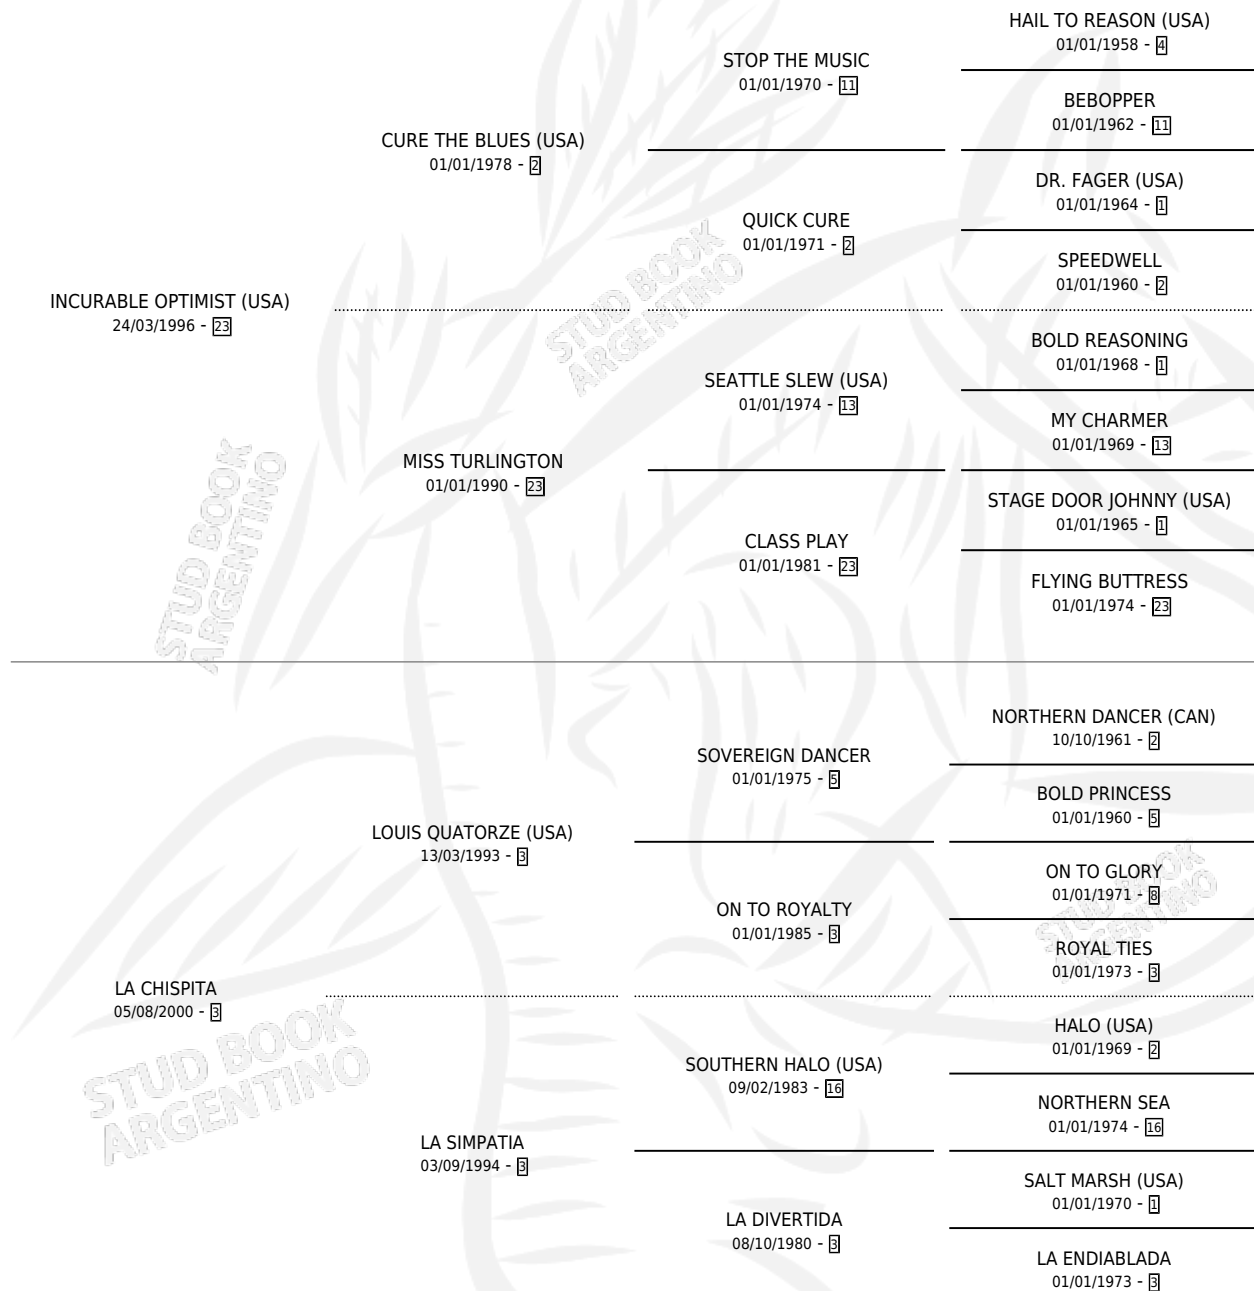 HAIL TO REASON (USA)
01/01/1958 - 4
STOP THE MUSIC
01/01/1970 - 11
BEBOPPER
01/01/1962 - 11
CURE THE BLUES (USA)
01/01/1978 - 2
DR. FAGER (USA)
01/01/1964 - 1
QUICK CURE
01/01/1971 - 2
SPEEDWELL
01/01/1960 - 2
INCURABLE OPTIMIST (USA)
24/03/1996 - 23
BOLD REASONING
01/01/1968 - 1
SEATTLE SLEW (USA)
01/01/1974 - 13
MY CHARMER
01/01/1969 - 13
MISS TURLINGTON
01/01/1990 - 23
STAGE DOOR JOHNNY (USA)
01/01/1965 - 1
CLASS PLAY
01/01/1981 - 23
FLYING BUTTRESS
01/01/1974 - 23
NORTHERN DANCER (CAN)
10/10/1961 - 2
SOVEREIGN DANCER
01/01/1975 - 5
BOLD PRINCESS
01/01/1960 - 5
LOUIS QUATORZE (USA)
13/03/1993 - 3
ON TO GLORY
01/01/1971 - 8
ON TO ROYALTY
01/01/1985 - 3
ROYAL TIES
01/01/1973 - 3
LA CHISPITA
05/08/2000 - 3
HALO (USA)
01/01/1969 - 2
SOUTHERN HALO (USA)
09/02/1983 - 16
NORTHERN SEA
01/01/1974 - 16
LA SIMPATIA
03/09/1994 - 3
SALT MARSH (USA)
01/01/1970 - 1
LA DIVERTIDA
08/10/1980 - 3
LA ENDIABLADA
01/01/1973 - 3
STUD BOOK
ARGENTINO
STUD BOOK
ARGENTINO
STUD BOOK
ARGENTINO
STUD BOOK
ARGENTINO